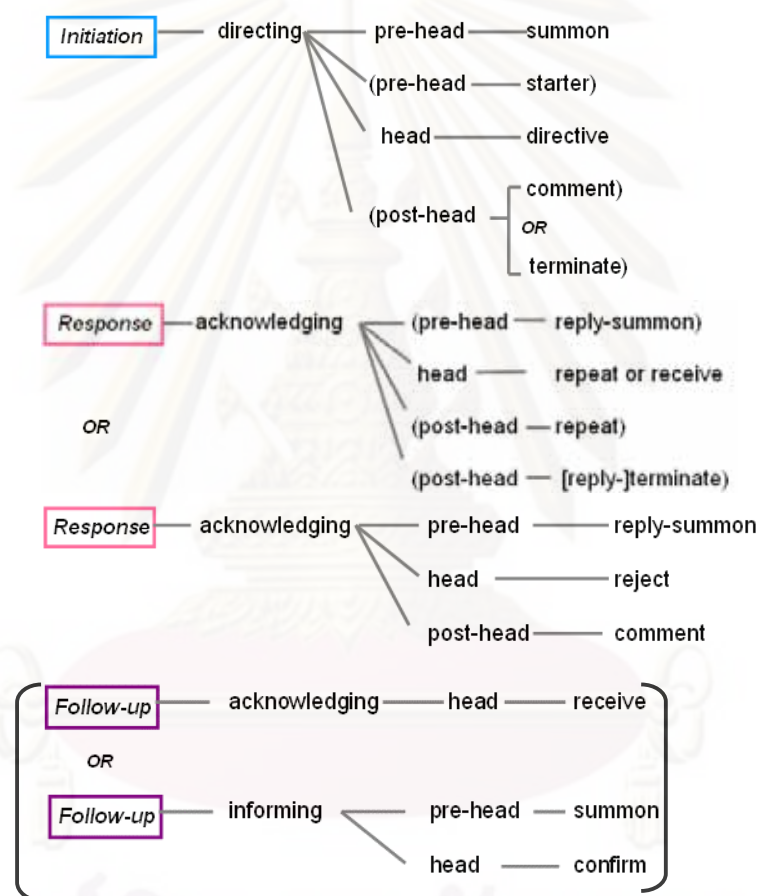 Initiation directing pre-head summon
(pre-head starter)
head directive
comment)
(post-head OR
terminate)
Response acknowledging (pre-head reply-summon)
head repeat or receive
OR (post-head repeat)
(post-head [reply-]terminate)
Response acknowledging pre-head reply-summon
head reject
post-head comment
Follow-up acknowledging head receive
OR
Follow-up informing pre-head summon
head confirm